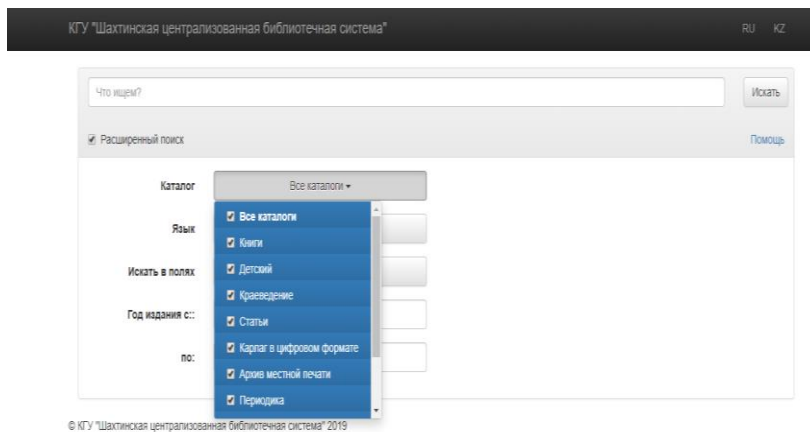 КГУ "Шахтинская централизованная библиотечная система" RU KZ
Что ищем? Искать
Расширенный поиск Помощь
Каталог Все каталоги
Все каталоги
Язык
Книги
Искать в полях Детский
Краеведение
Год издания с::
Статьи
Карлаг в цифровом формате
по:
Архив местной печати
Периодика
© КГУ "Шахтинская централизованная библиотечная система" 2019